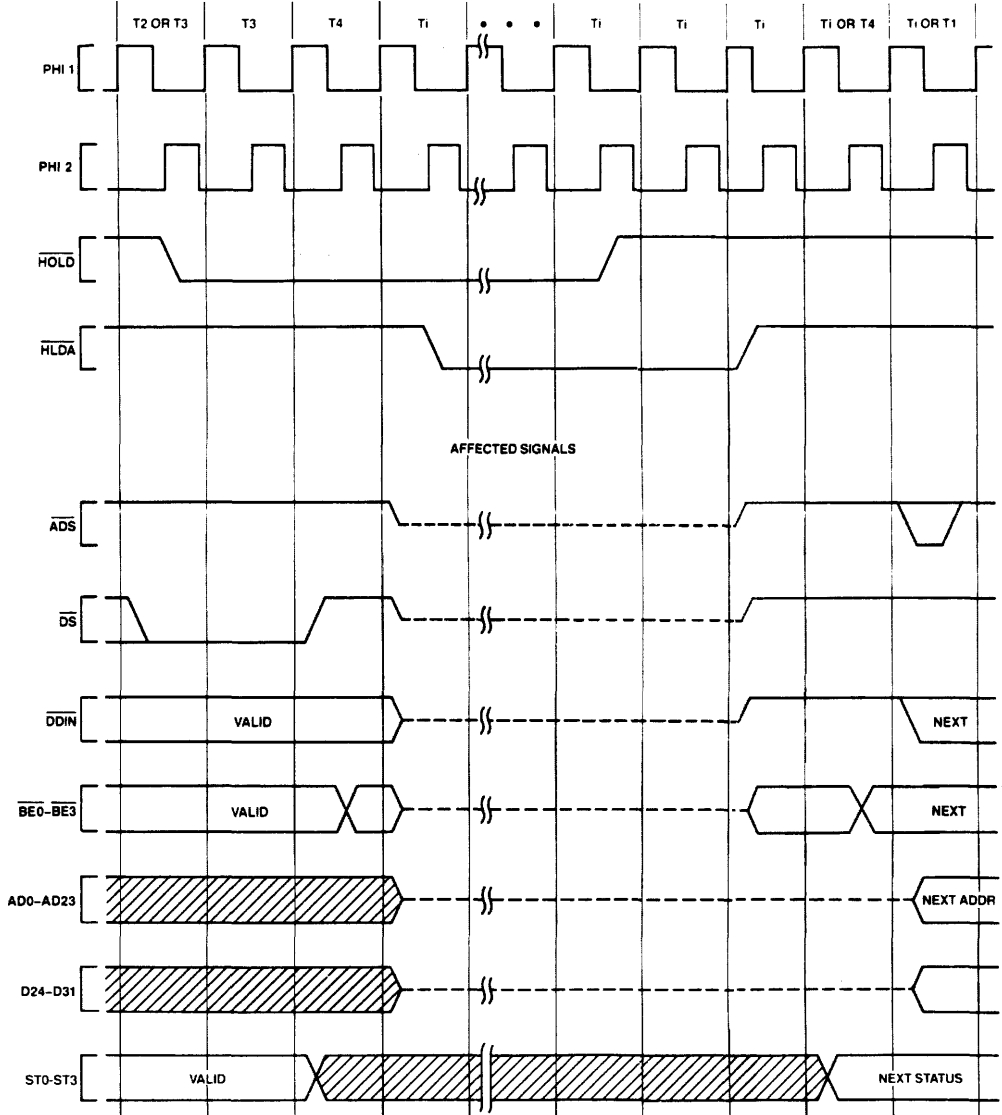 T2 OR T3 T3 T4 Ti • • • Ti Ti Ti Ti OR T4 Ti OR T1
PHI 1
PHI 2
HOLD
HLDA
AFFECTED SIGNALS
ADS
DS
DDIN VALID NEXT
BE0-BE3 VALID NEXT
AD0-AD23 NEXT ADDR
D24-D31
ST0-ST3 VALID NEXT STATUS